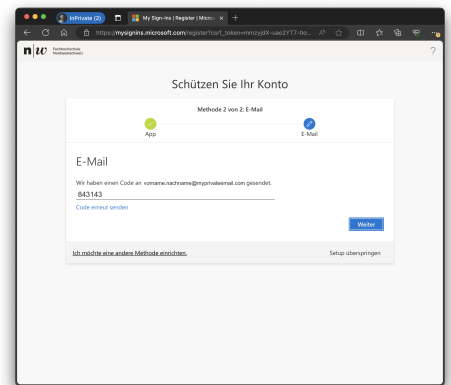 InPrivate (2)
My Sign-Ins | Register | Micros
https://mysignins.microsoft.com/register?csrf_token=
n|w Fachhochschule
Nordwestschweiz
?
Schützen Sie Ihr Konto
Methode 2 von 2: E-Mail
App
E-Mail
E-Mail
Wir haben einen Code an vorname.nachname@myprivateemail.com gesendet.
843143
Code erneut senden
Weiter
Ich möchte eine andere Methode einrichten.
Setup überspringen